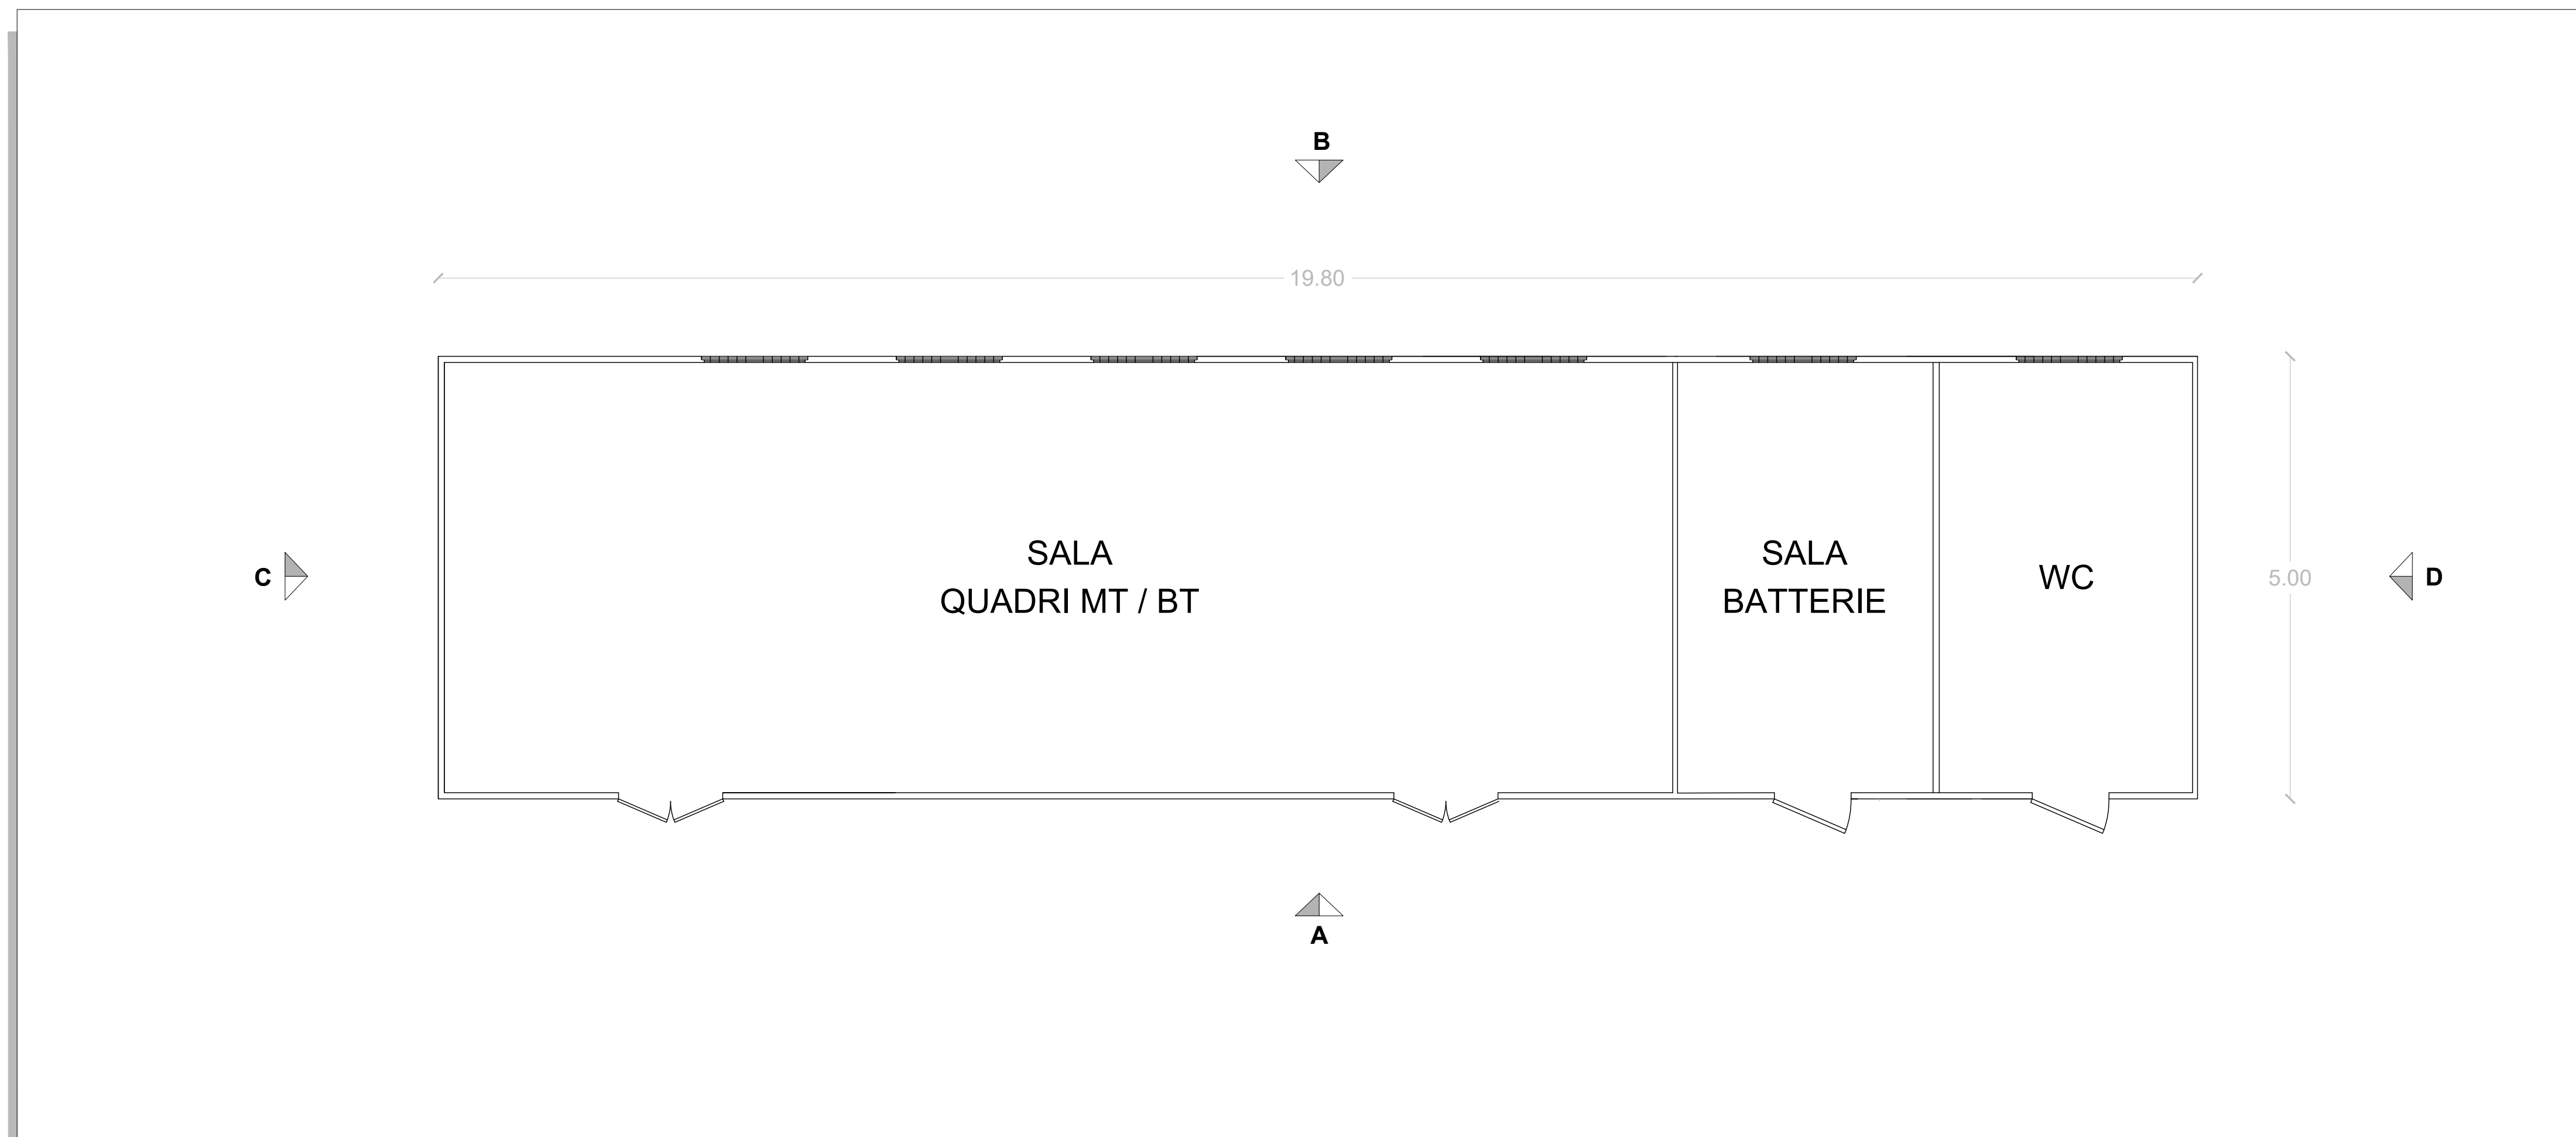 B
19.80
SALA
QUADRI MT / BT
SALA
BATTERIE
WC
C
5.00
D
A